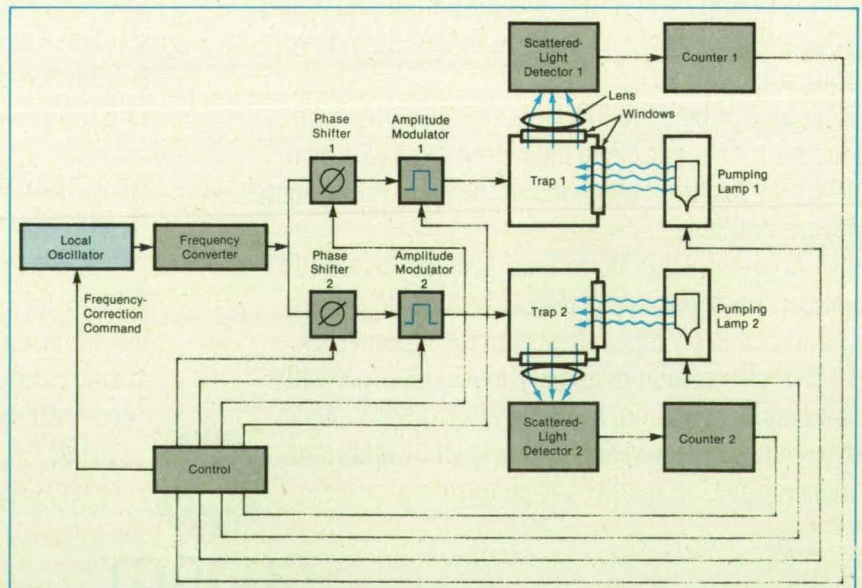 Scattered-
Light
Detector 1
Counter 1
Lens
Windows
Phase
Shifter
1
Amplitude
Modulator
1
Trap 1
Pumping
Lamp 1
Local
Oscillator
Frequency
Converter
Phase
Shifter
2
Amplitude
Modulator
2
Trap 2
Pumping
Lamp 2
Frequency-
Correction
Command
Scattered-
Light
Detector 2
Counter 2
Control